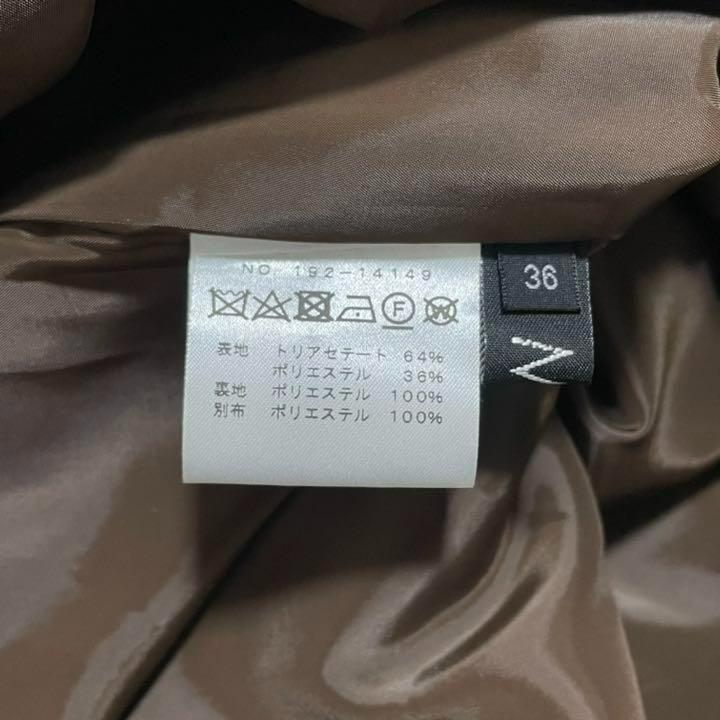 NO 192-14149
F W
表地 トリアセテート 64%
ポリエステル 36%
裏地 ポリエステル 100%
別布 ポリエステル 100%
36